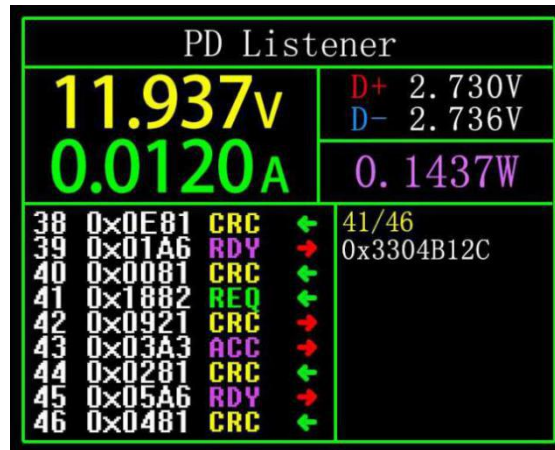 PD Listener
11.937V
0.0120A
D+ 2.730V
D- 2.736V
0.1437W
38 0x0E81 CRC ←
39 0x01A6 RDY →
40 0x0081 CRC ←
41 0x1882 REQ ←
42 0x0921 CRC →
43 0x03A3 ACC →
44 0x0281 CRC ←
45 0x05A6 RDY →
46 0x0481 CRC ←
41/46
0x3304B12C